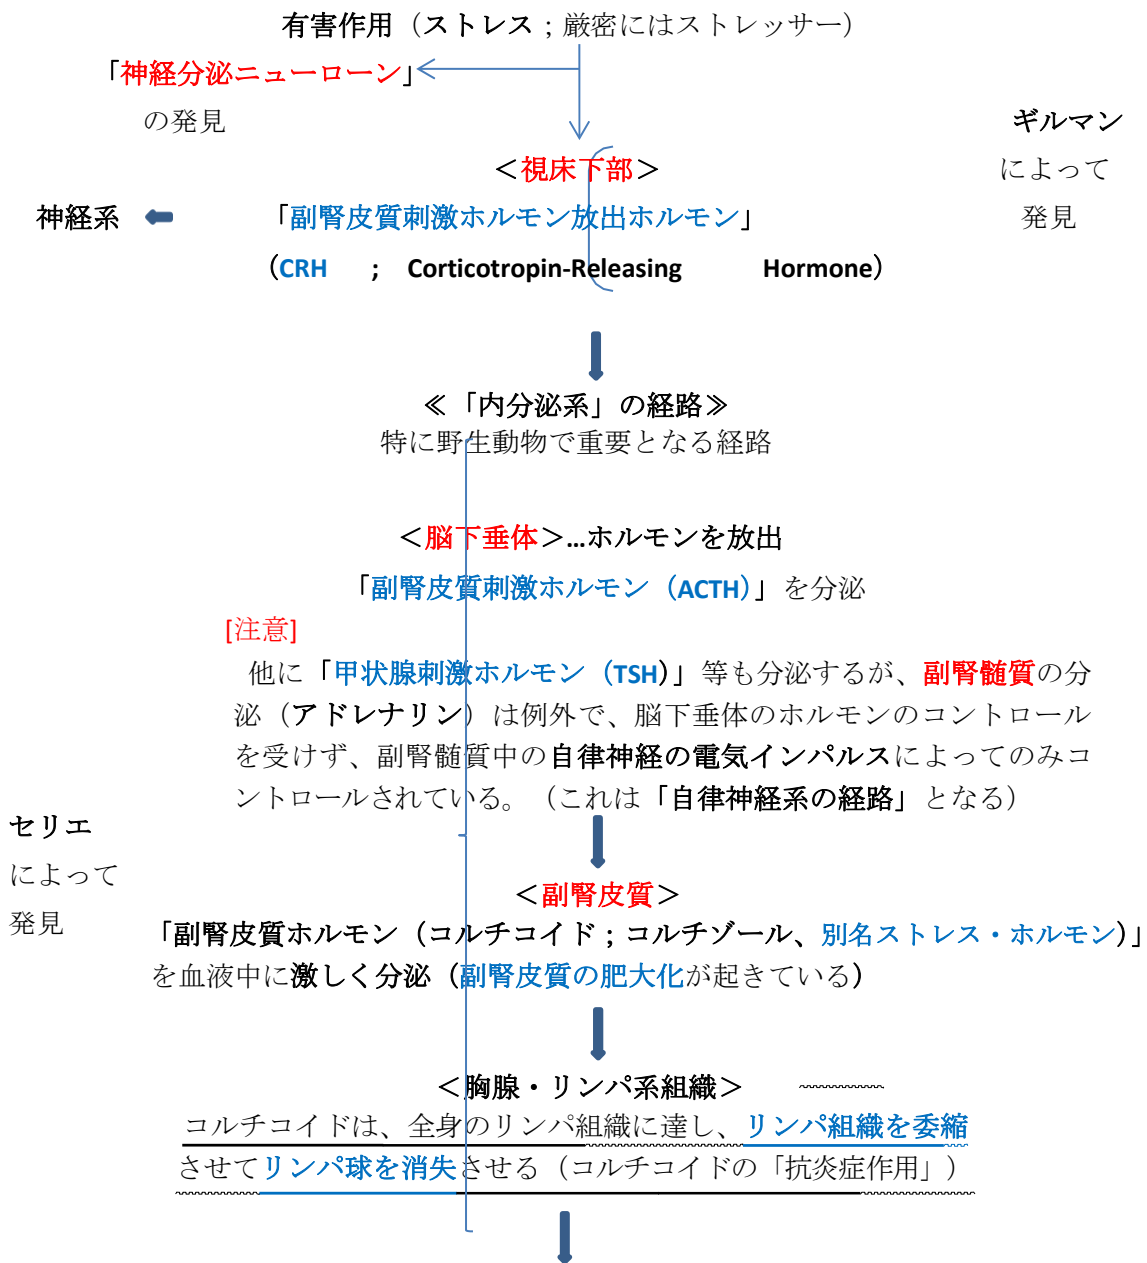 有害作用（ストレス；厳密にはストレッサー）
「神経分泌ニューローン」
の発見
ギルマン
によって
発見
＜視床下部＞
神経系
「副腎皮質刺激ホルモン放出ホルモン」
（CRH ; Corticotropin-Releasing Hormone）
≪「内分泌系」の経路≫
特に野生動物で重要となる経路
＜脳下垂体＞…ホルモンを放出
「副腎皮質刺激ホルモン（ACTH）」を分泌
[注意]
他に「甲状腺刺激ホルモン（TSH）」等も分泌するが、副腎髄質の分
泌（アドレナリン）は例外で、脳下垂体のホルモンのコントロール
を受けず、副腎髄質中の自律神経の電気インパルスによってのみコ
ントロールされている。（これは「自律神経系の経路」となる）
セリエ
によって
発見
＜副腎皮質＞
「副腎皮質ホルモン（コルチコイド；コルチゾール、別名ストレス・ホルモン）」
を血液中に激しく分泌（副腎皮質の肥大化が起きている）
＜胸腺・リンパ系組織＞
コルチコイドは、全身のリンパ組織に達し、リンパ組織を委縮
させてリンパ球を消失させる（コルチコイドの「抗炎症作用」）